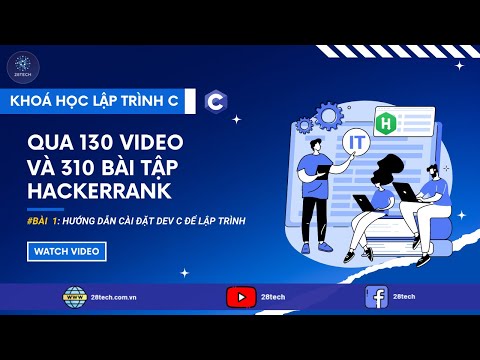 28TECH
KHOÁ HỌC LẬP TRÌNH C
C
QUA 130 VIDEO
VÀ 310 BÀI TẬP
HACKERRANK
#BÀI 1: HƯỚNG DẪN CÀI ĐẶT DEV C ĐỂ LẬP TRÌNH
WATCH VIDEO
H
IT
www
28tech.com.vn
28tech
28tech